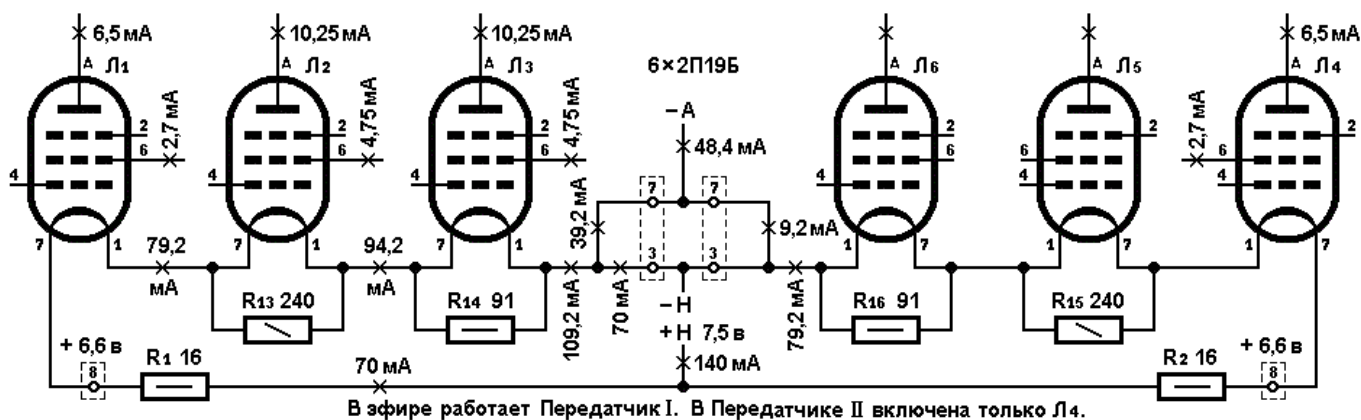 6,5 мА 10,25 мА 10,25 мА 6,5 мА
А Л1 А Л2 А Л3 6×2П19Б А Л6 А Л5 А Л4
– А
2 2 2 2 2 2
2,7 мА 4,75 мА 4,75 мА 48,4 мА 2,7 мА
6 6 6 6 6 6
4 4 4 4 4 4
7 7
39,2 мА 9,2 мА
7 1 7 1 7 1 1 7 1 7 1 7
79,2 мА 94,2 мА 3 3
109,2 мА 70 мА 79,2 мА
R13 240 R14 91 – Н R16 91 R15 240
+ Н 7,5 в
+ 6,6 в 140 мА + 6,6 в
8 R1 16 70 мА R2 16 8
В эфире работает Передатчик I. В Передатчике II включена только Л4.